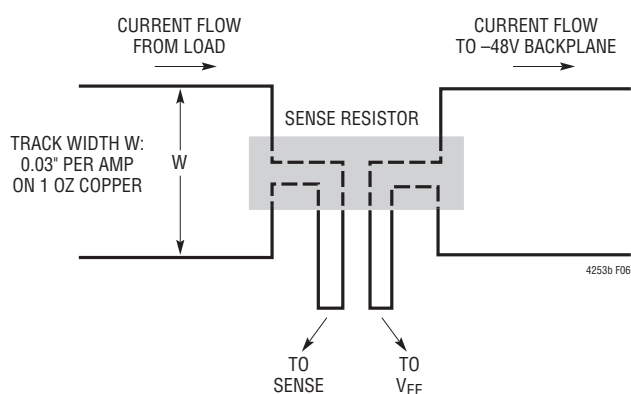 CURRENT FLOW
FROM LOAD
CURRENT FLOW
TO –48V BACKPLANE
SENSE RESISTOR
TRACK WIDTH W:
0.03" PER AMP
ON 1 OZ COPPER
W
4253b F06
TO
SENSE
TO
VEE